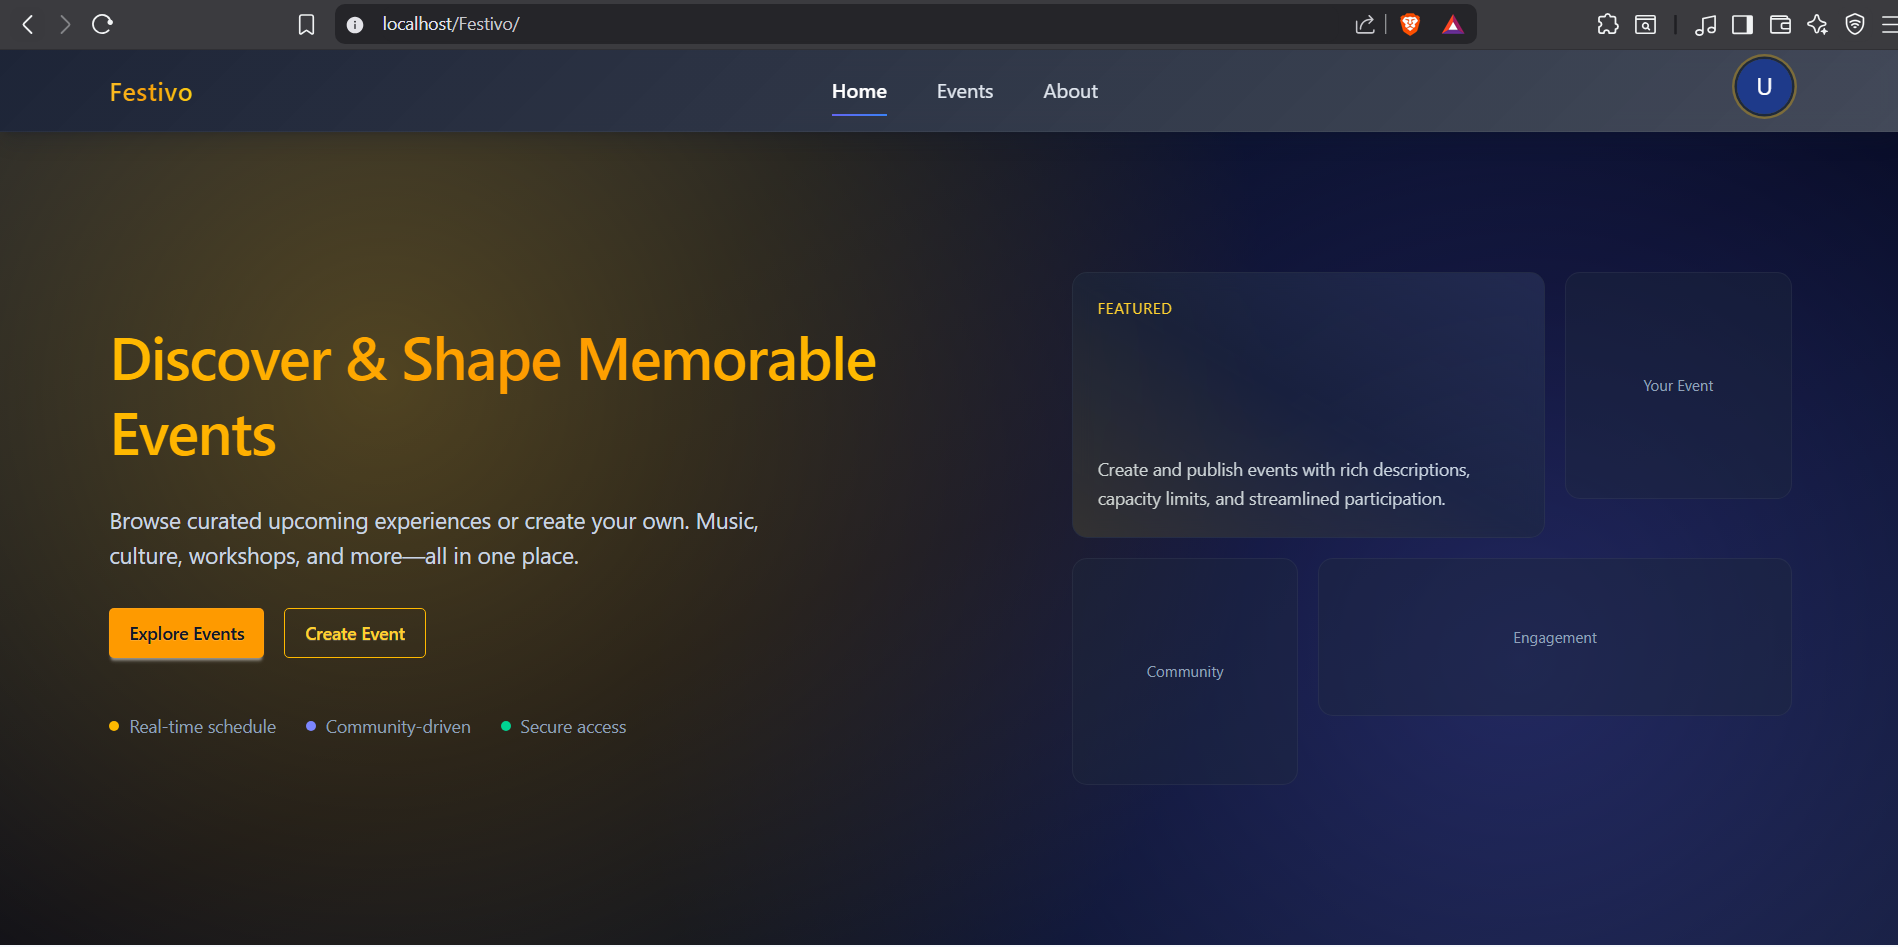 localhost/Festivo/
Festivo
Home
Events
About
U
Discover & Shape Memorable
Events
Browse curated upcoming experiences or create your own. Music,
culture, workshops, and more—all in one place.
Explore Events
Create Event
Real-time schedule
Community-driven
Secure access
FEATURED
Create and publish events with rich descriptions,
capacity limits, and streamlined participation.
Your Event
Community
Engagement